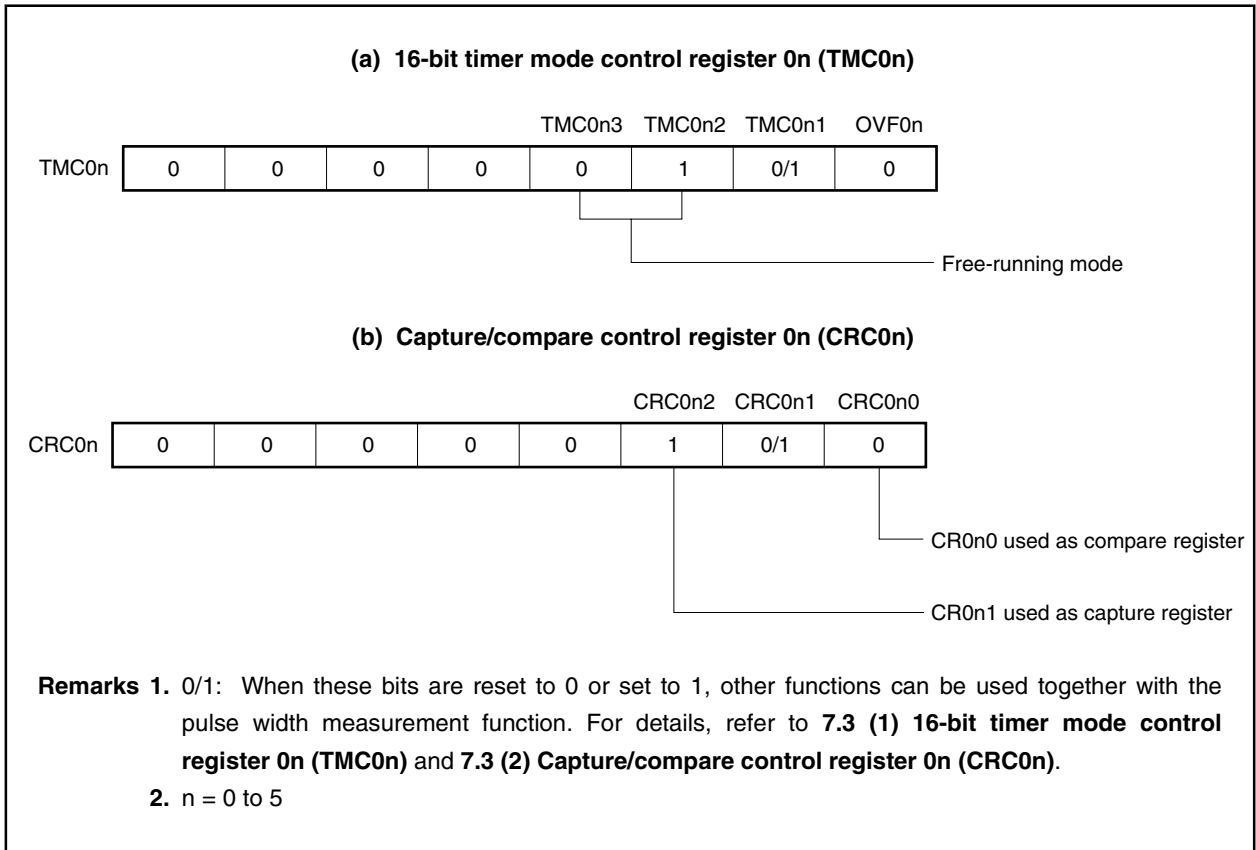 (a) 16-bit timer mode control register 0n (TMC0n)
TMC0n3 TMC0n2 TMC0n1 OVF0n
TMC0n 0 0 0 0 0 1 0/1 0
Free-running mode
(b) Capture/compare control register 0n (CRC0n)
CRC0n2 CRC0n1 CRC0n0
CRC0n 0 0 0 0 0 1 0/1 0
CR0n0 used as compare register
CR0n1 used as capture register
Remarks 1. 0/1: When these bits are reset to 0 or set to 1, other functions can be used together with the
pulse width measurement function. For details, refer to 7.3 (1) 16-bit timer mode control
register 0n (TMC0n) and 7.3 (2) Capture/compare control register 0n (CRC0n).
2. n = 0 to 5